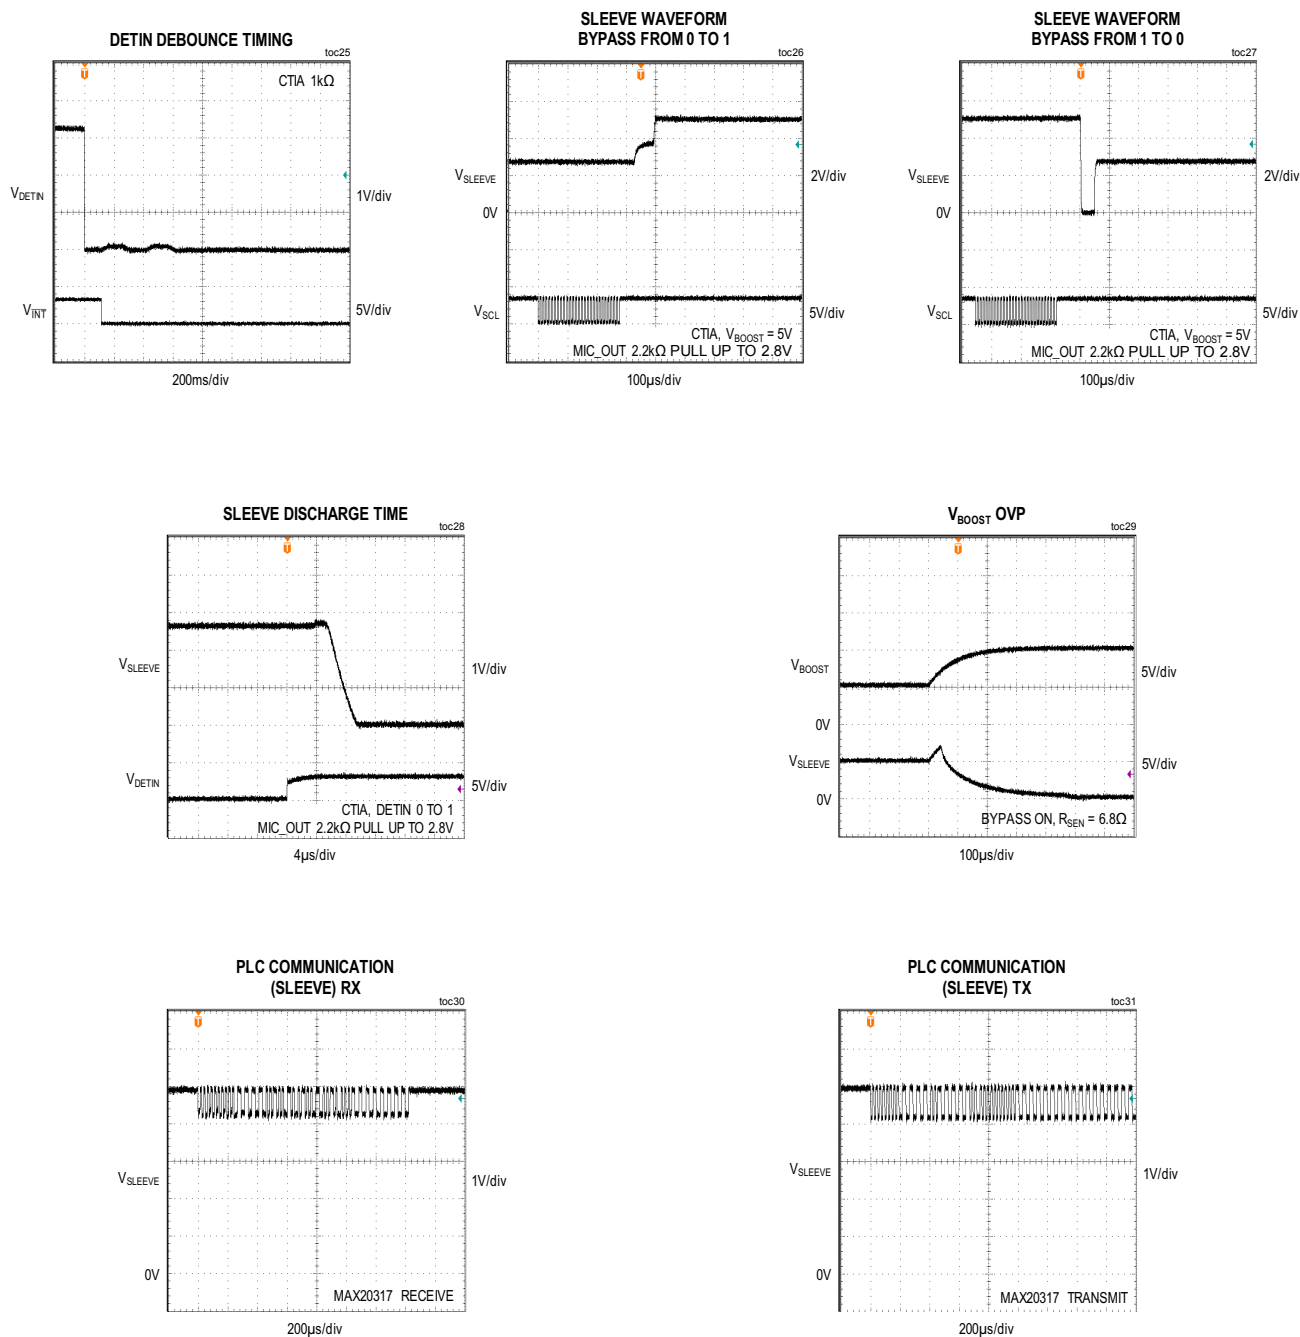 DETIN DEBOUNCE TIMING
toc25
CTIA 1kΩ
VDETIN
1V/div
VINT
5V/div
200ms/div
SLEEVE WAVEFORM
BYPASS FROM 0 TO 1
toc26
VSLEEVE
2V/div
0V
VSCL
5V/div
CTIA, VBOOST = 5V
MIC_OUT 2.2kΩ PULL UP TO 2.8V
100µs/div
SLEEVE WAVEFORM
BYPASS FROM 1 TO 0
toc27
VSLEEVE
2V/div
0V
VSCL
5V/div
CTIA, VBOOST = 5V
MIC_OUT 2.2kΩ PULL UP TO 2.8V
100µs/div
SLEEVE DISCHARGE TIME
toc28
VSLEEVE
1V/div
VDETIN
5V/div
CTIA, DETIN 0 TO 1
MIC_OUT 2.2kΩ PULL UP TO 2.8V
4µs/div
VBOOST OVP
toc29
VBOOST
5V/div
0V
VSLEEVE
5V/div
0V
BYPASS ON, RSEN = 6.8Ω
100µs/div
PLC COMMUNICATION
(SLEEVE) RX
toc30
VSLEEVE
1V/div
0V
MAX20317 RECEIVE
200µs/div
PLC COMMUNICATION
(SLEEVE) TX
toc31
VSLEEVE
1V/div
0V
MAX20317 TRANSMIT
200µs/div